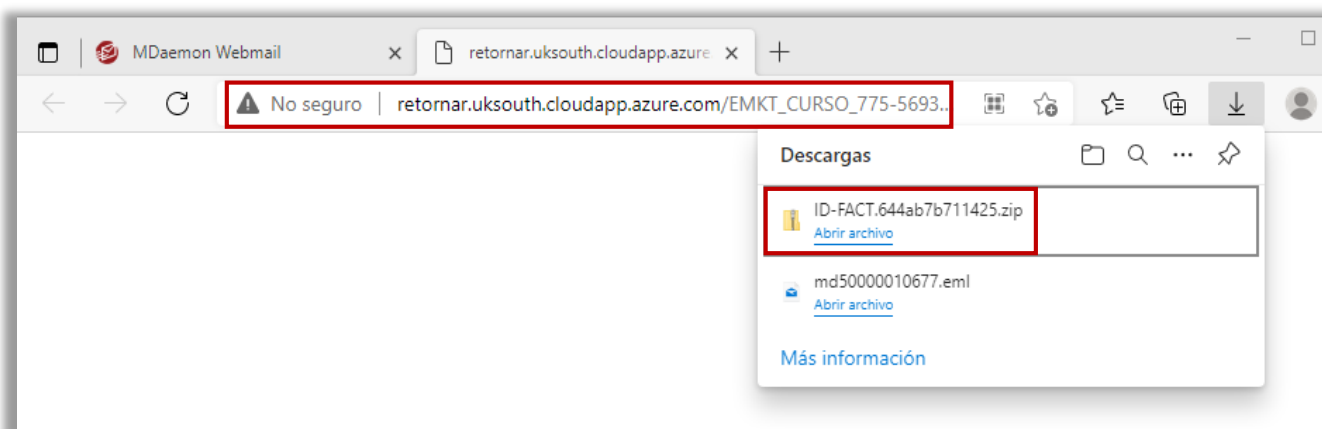 MDaemon Webmail
retornar.uksouth.cloudapp.azure
No seguro
retornar.uksouth.cloudapp.azure.com/EMKT_CURSO_775-5693...
Descargas
ID-FACT.644ab7b711425.zip
Abrir archivo
md50000010677.eml
Abrir archivo
Más información